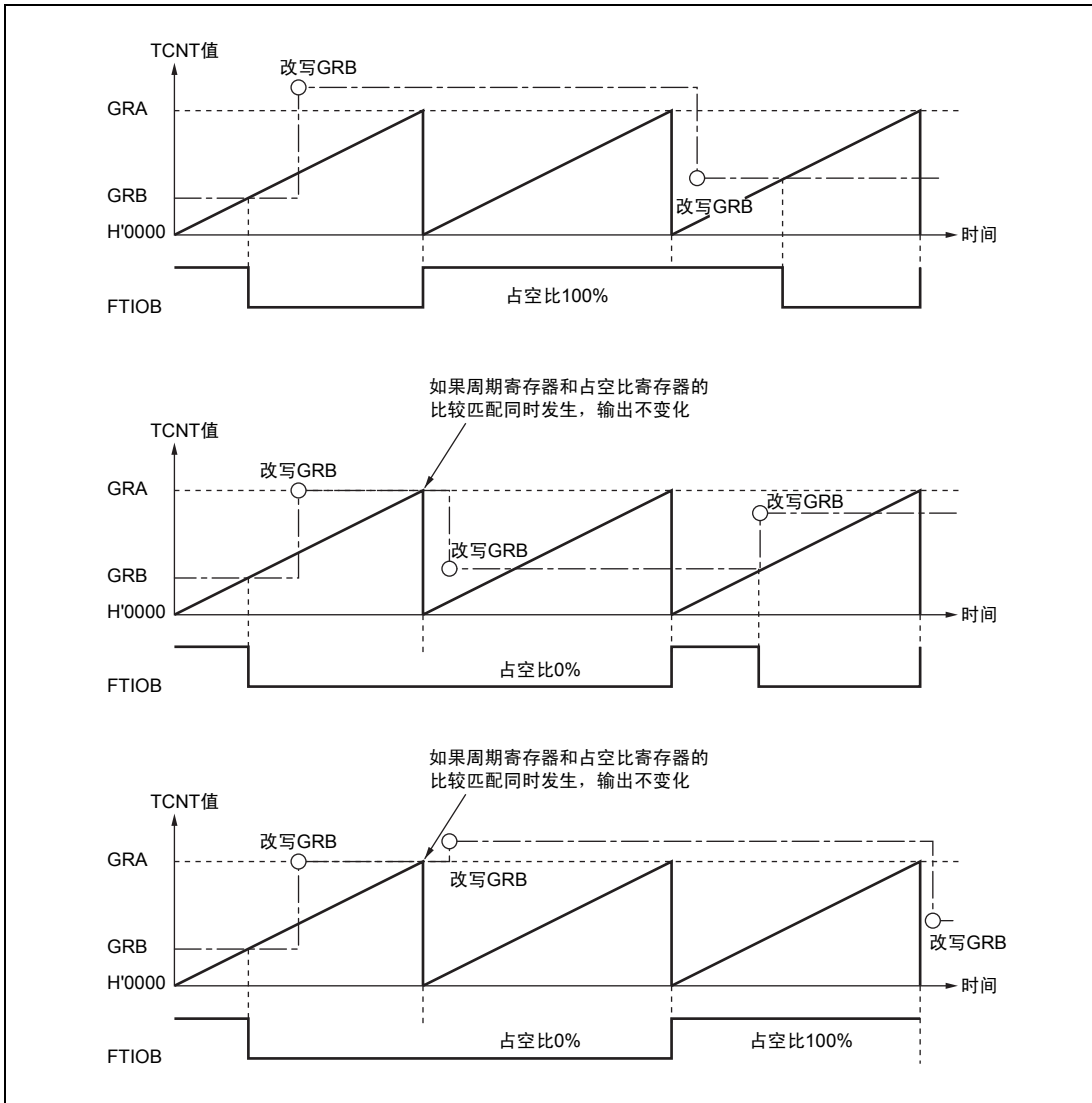 TCNT值
改写GRB
GRA
GRB
改写GRB
H'0000
时间
占空比100%
FTIOB
如果周期寄存器和占空比寄存器的
比较匹配同时发生，输出不变化
TCNT值
改写GRB
GRA
改写GRB
改写GRB
GRB
H'0000
时间
占空比0%
FTIOB
如果周期寄存器和占空比寄存器的
比较匹配同时发生，输出不变化
TCNT值
改写GRB
GRA
改写GRB
GRB
改写GRB
H'0000
时间
占空比0%
占空比100%
FTIOB